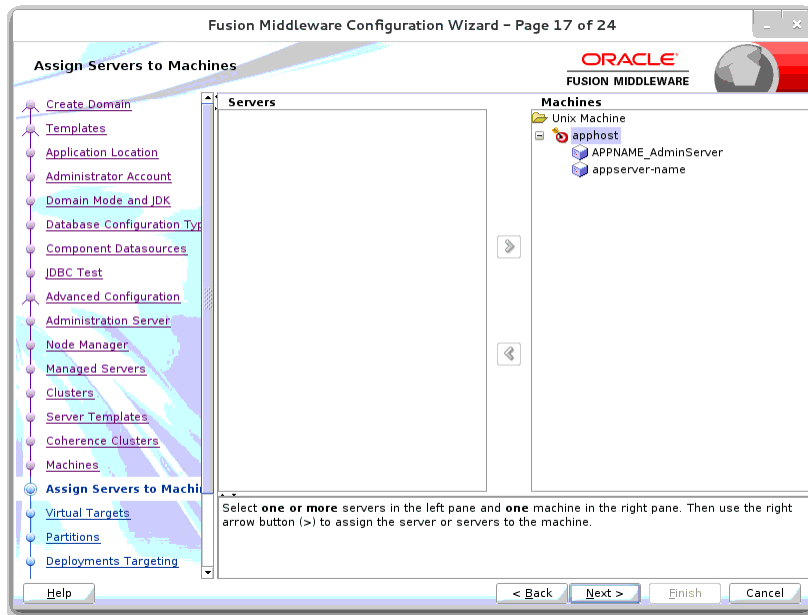 Fusion Middleware Configuration Wizard - Page 17 of 24
Assign Servers to Machines
ORACLE
FUSION MIDDLEWARE
Create Domain
Templates
Application Location
Administrator Account
Domain Mode and JDK
Database Configuration Typ
Component Datasources
JDBC Test
Advanced Configuration
Administration Server
Node Manager
Managed Servers
Clusters
Server Templates
Coherence Clusters
Machines
Assign Servers to Machi
Virtual Targets
Partitions
Deployments Targeting
Servers
Machines
Unix Machine
apphost
APPNAME_AdminServer
appserver-name
Select one or more servers in the left pane and one machine in the right pane. Then use the right
arrow button (>) to assign the server or servers to the machine.
Help
< Back
Next >
Finish
Cancel